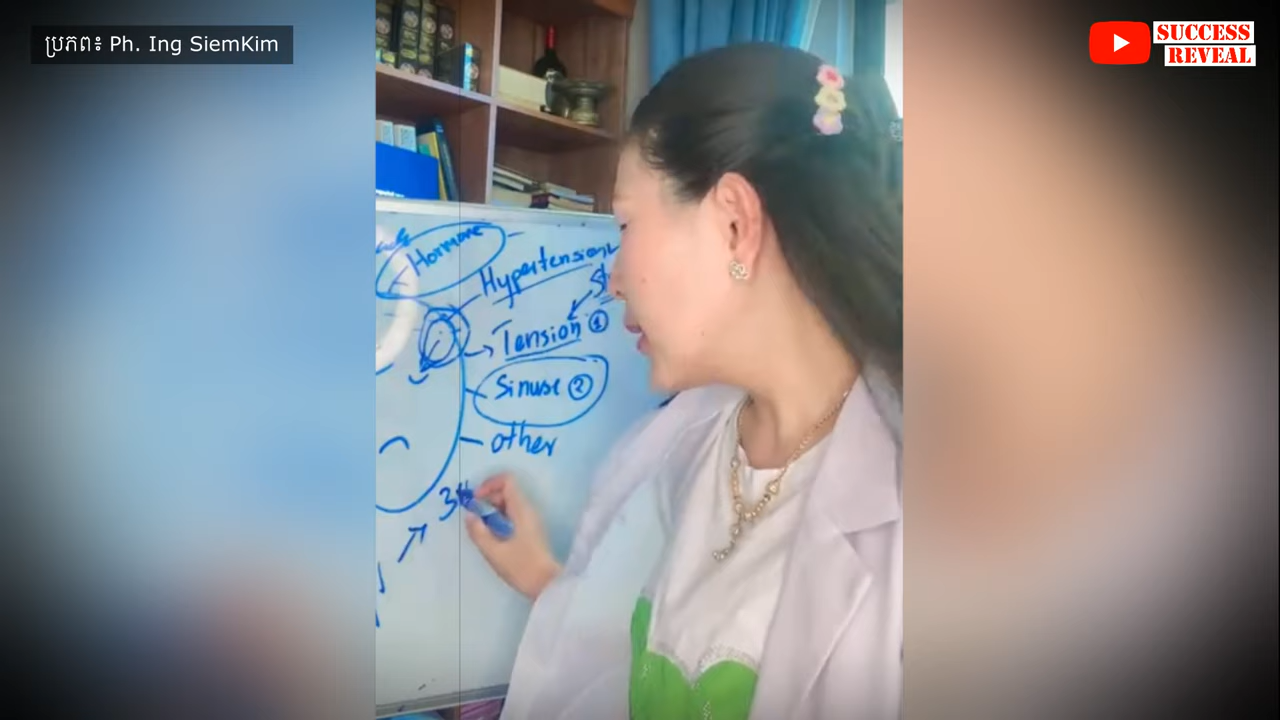 ប្រភព៖ Ph. Ing SiemKim
SUCCESS
REVEAL
Hormone
Hypertension
Tension ①
Sinuse ②
other